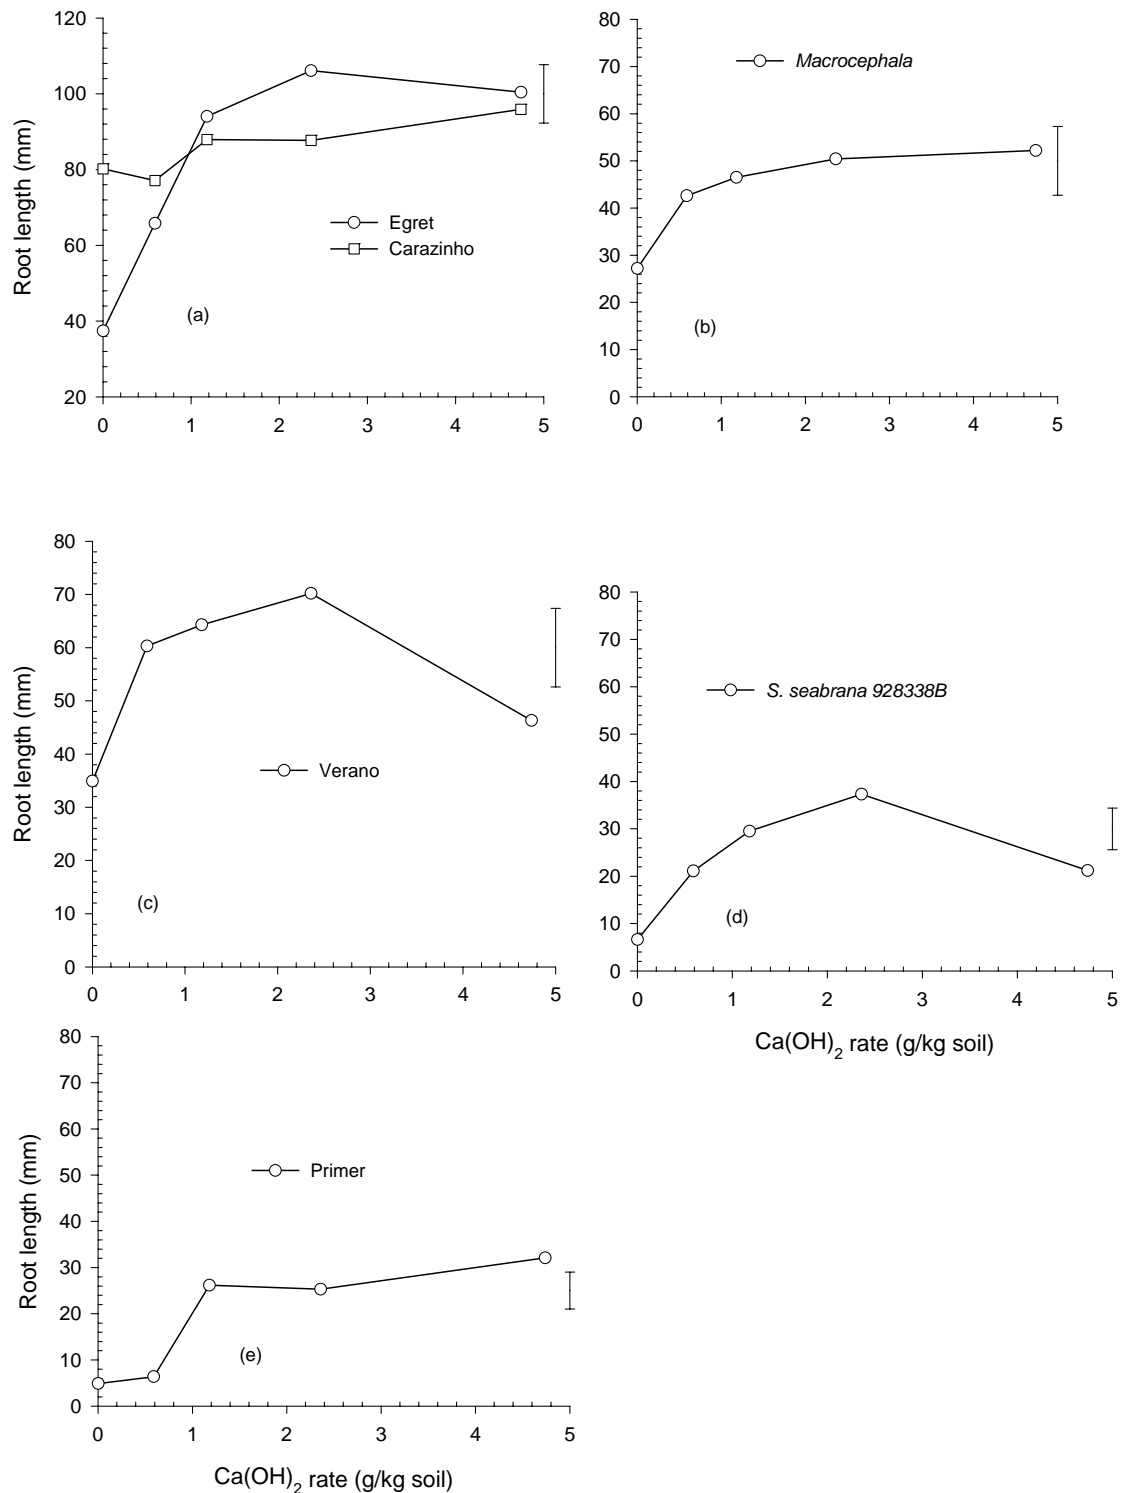 120
100
80
60
40
20
Root length (mm)
Egret
Carazinho
(a)
0 1 2 3 4 5
80
70
60
50
40
30
20
10
0
Macrocephala
(b)
0 1 2 3 4 5
80
70
60
50
40
30
20
10
0
Root length (mm)
Verano
(c)
0 1 2 3 4 5
80
70
60
50
40
30
20
10
0
S. seabrana 928338B
(d)
0 1 2 3 4 5
Ca(OH)2 rate (g/kg soil)
80
70
60
50
40
30
20
10
0
Root length (mm)
Primer
(e)
0 1 2 3 4 5
Ca(OH)2 rate (g/kg soil)